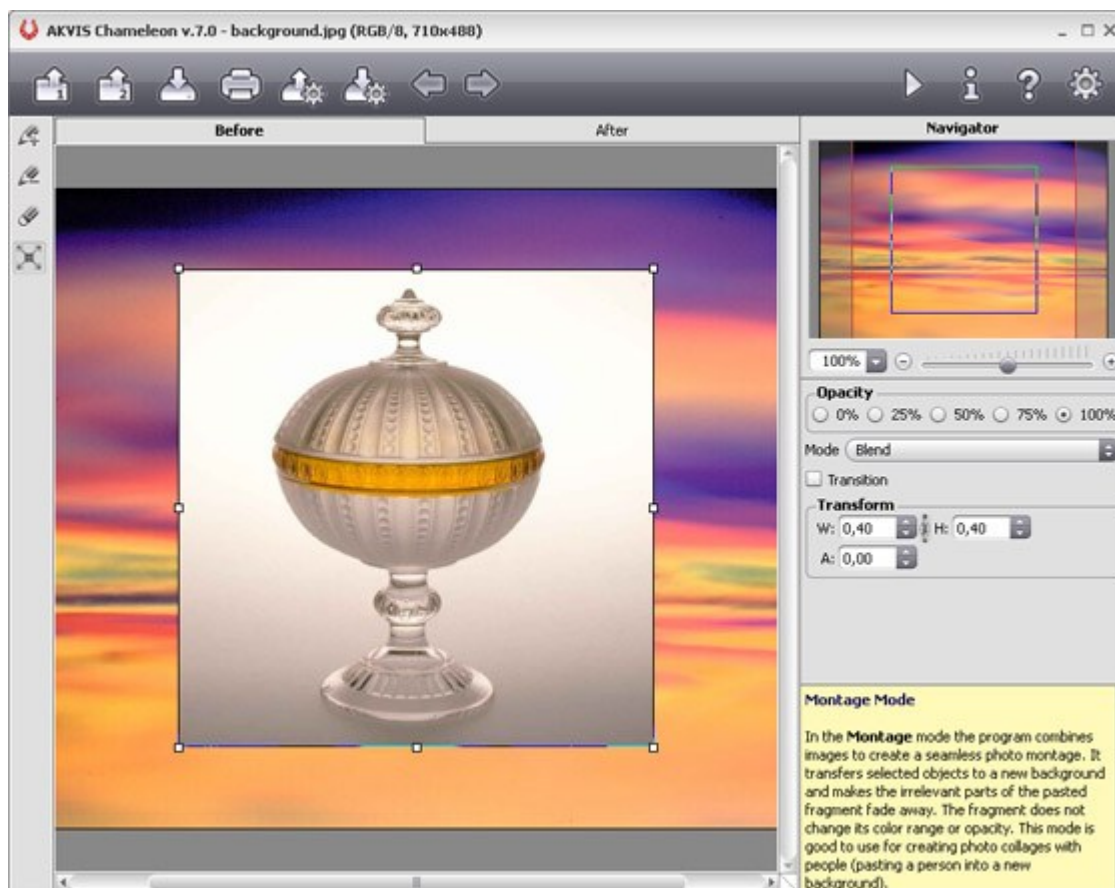 AKVIS Chameleon v.7.0 - background.jpg (RGB/8, 710x488)
1
2
Before
After
Navigator
100%
Opacity
0% 25% 50% 75% 100%
Mode Blend
Transition
Transform
W: 0,40 H: 0,40
A: 0,00
Montage Mode
In the Montage mode the program combines
images to create a seamless photo montage. It
transfers selected objects to a new background
and makes the irrelevant parts of the pasted
fragment fade away. The fragment does not
change its color range or opacity. This mode is
good to use for creating photo collages with
people (pasting a person into a new
background).